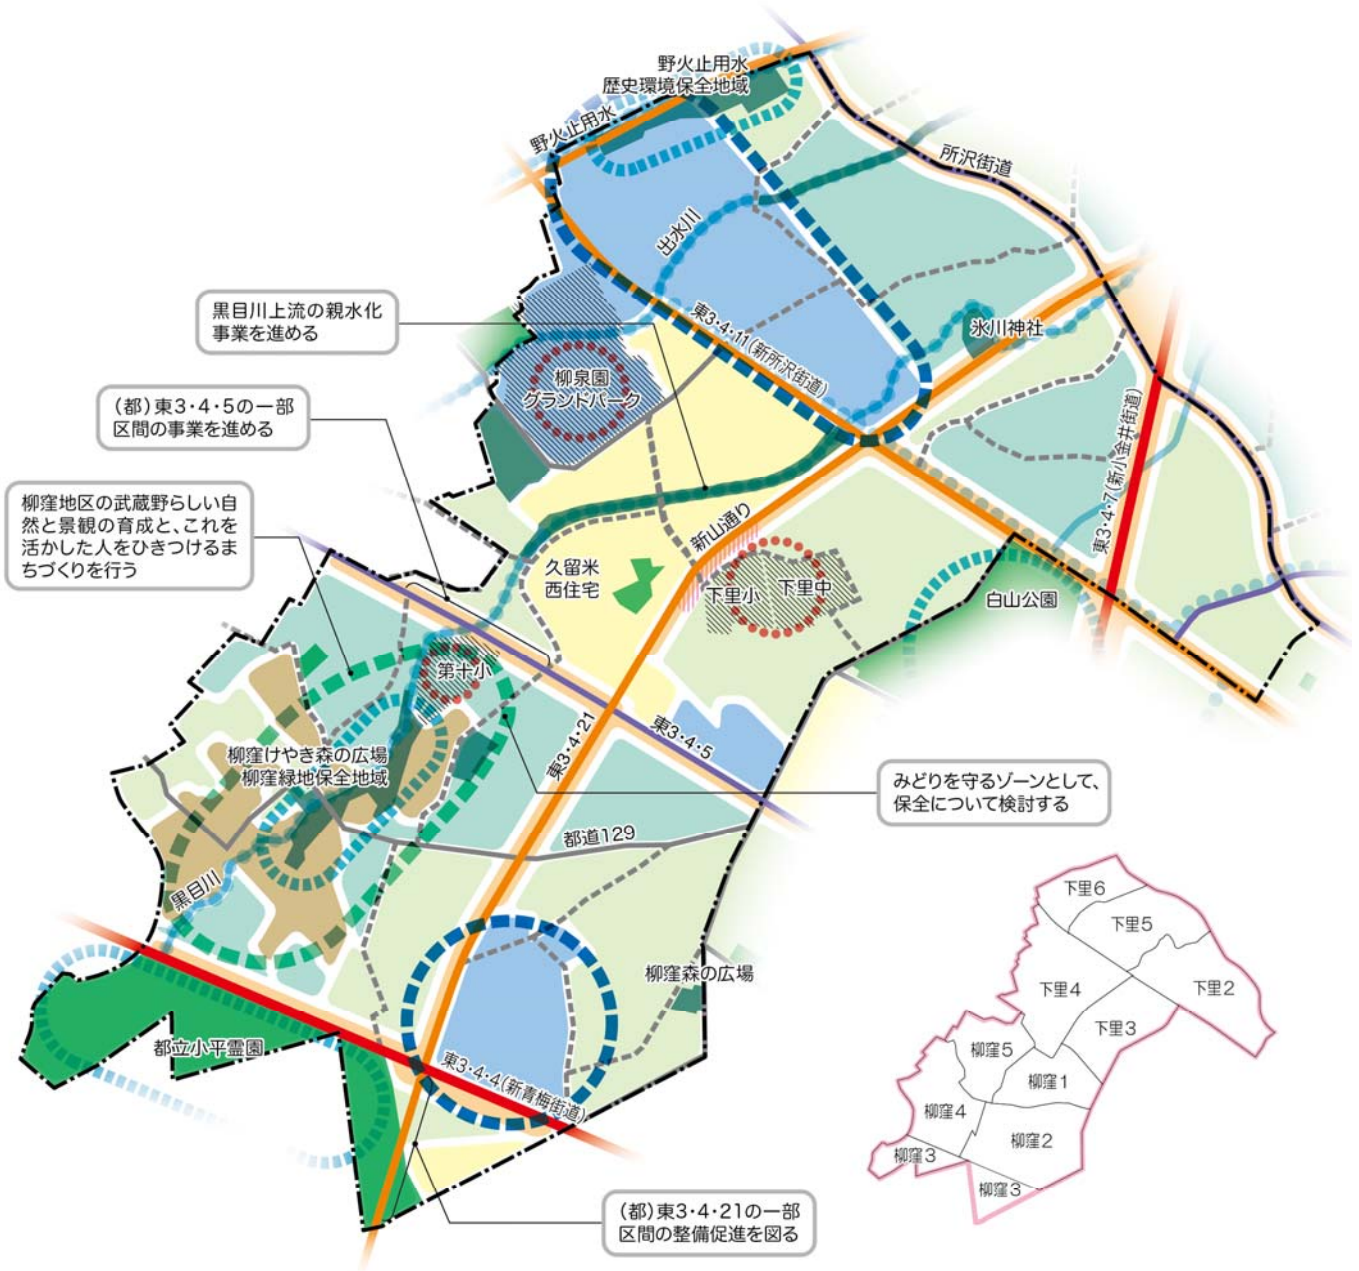 野火止用水
歴史環境保全地域
野火止用水
所沢街道
出水川
黒目川上流の親水化
事業を進める
東3・4・11(新所沢街道)
氷川神社
柳泉園
グランドパーク
(都)東3・4・5の一部
区間の事業を進める
東3・4・7(新小金井街道)
柳窪地区の武蔵野らしい自
然と景観の育成と、これを
活かした人をひきつけるま
ちづくりを行う
新山通り
久留米
西住宅
下里小
下里中
白山公園
第十小
東3・4・21
東3・4・5
柳窪けやき森の広場
柳窪緑地保全地域
みどりを守るゾーンとして、
保全について検討する
都道129
黒目川
柳窪森の広場
都立小平霊園
東3・4・4(新青梅街道)
(都)東3・4・21の一部
区間の整備促進を図る
下里6
下里5
下里4
下里2
下里3
柳窪5
柳窪1
柳窪4
柳窪2
柳窪3
柳窪3